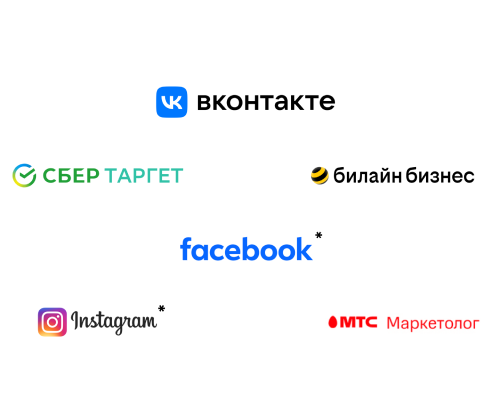 вконтакте
СБЕР ТАРГЕТ
билайн бизнес
facebook*
Instagram*
МТС Маркетолог